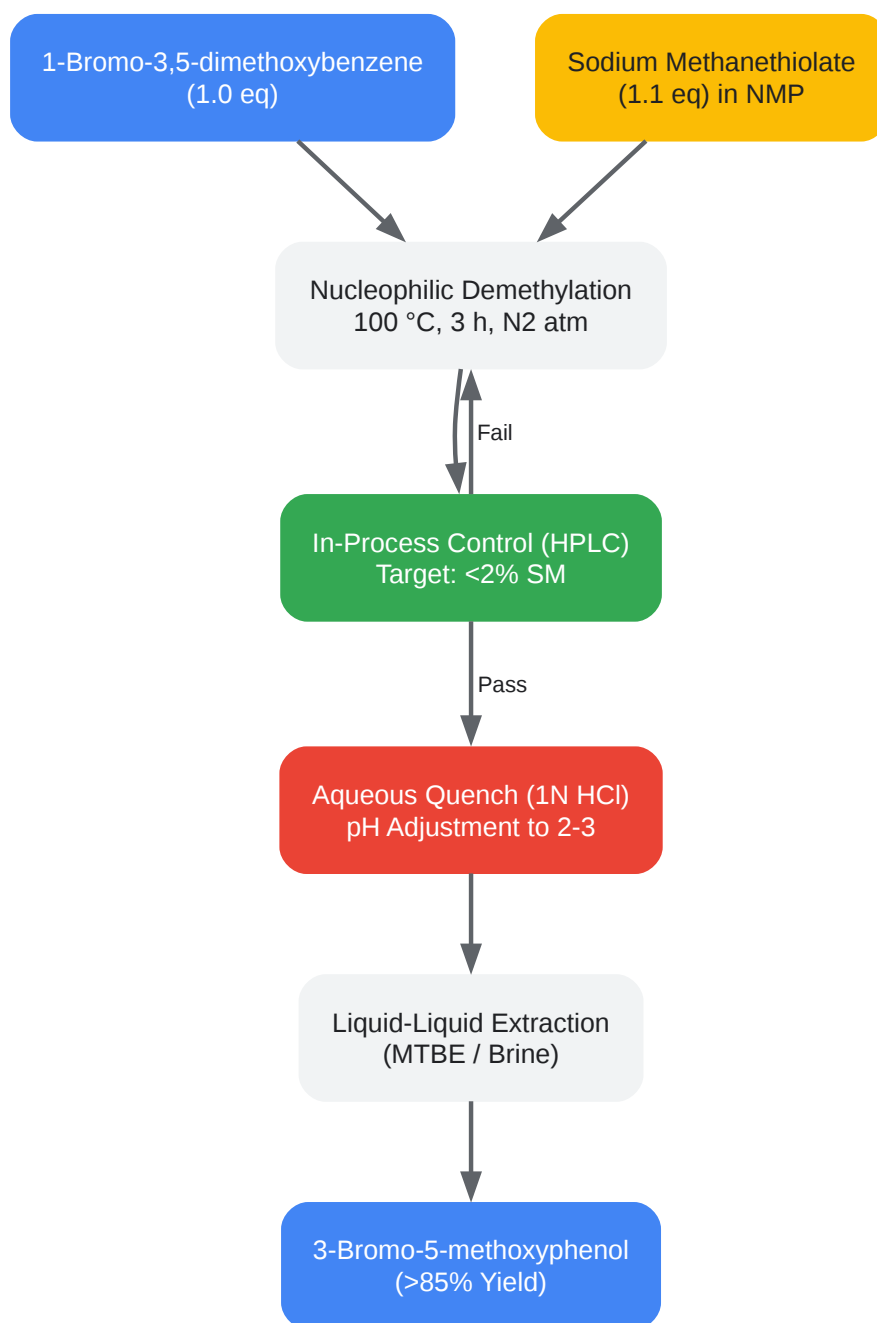 1-Bromo-3,5-dimethoxybenzene
(1.0 eq)
Sodium Methanethiolate
(1.1 eq) in NMP
Nucleophilic Demethylation
100 °C, 3 h, N2 atm
Fail
In-Process Control (HPLC)
Target: <2% SM
Pass
Aqueous Quench (1N HCl)
pH Adjustment to 2-3
Liquid-Liquid Extraction
(MTBE / Brine)
3-Bromo-5-methoxyphenol
(>85% Yield)